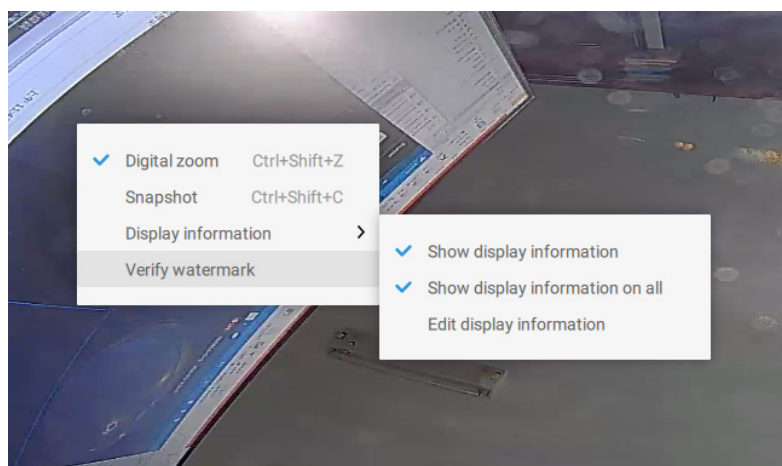 Digital zoom Ctrl+Shift+Z
Snapshot Ctrl+Shift+C
Display information
Verify watermark
Show display information
Show display information on all
Edit display information